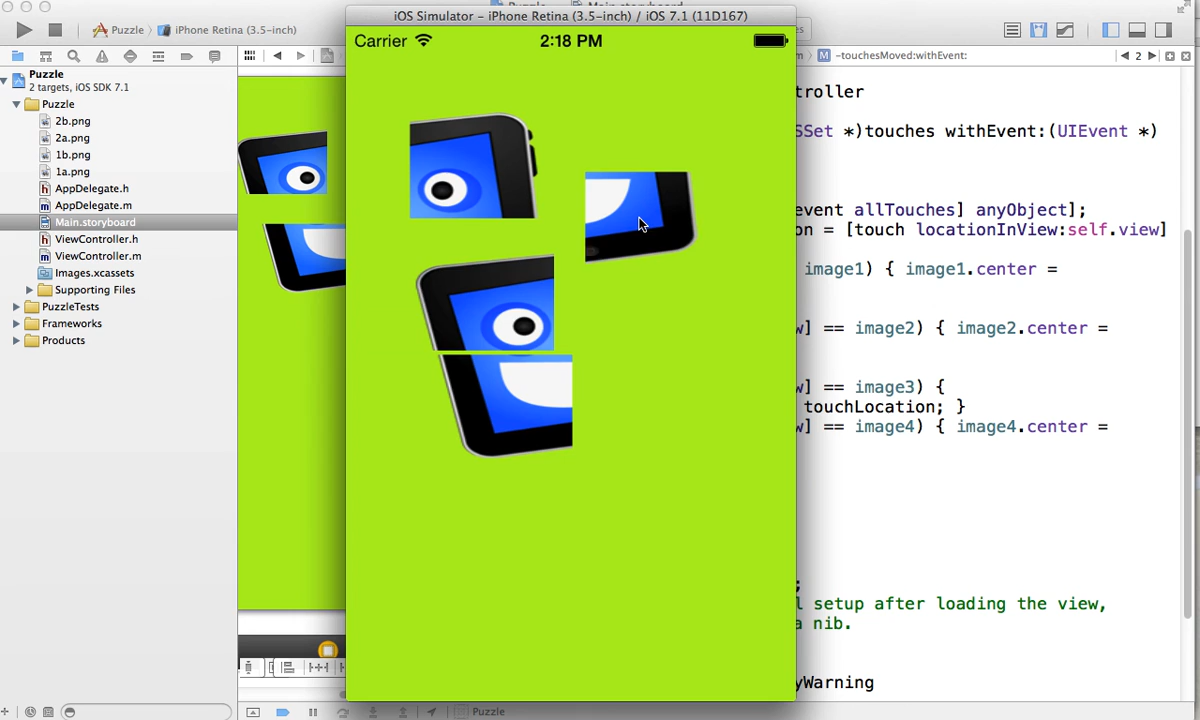 iOS Simulator – iPhone Retina (3.5-inch) / iOS 7.1 (11D167)
Puzzle
iPhone Retina (3.5-inch)
Carrier
2:18 PM
-touchesMoved:withEvent:
2
Puzzle
2 targets, iOS SDK 7.1
Puzzle
2b.png
2a.png
1b.png
1a.png
AppDelegate.h
AppDelegate.m
Main.storyboard
ViewController.h
ViewController.m
Images.xcassets
Supporting Files
PuzzleTests
Frameworks
Products
troller
SSet *)touches withEvent:(UIEvent *)
event allTouches] anyObject];
on = [touch locationInView:self.view]
image1) { image1.center =
w] == image2) { image2.center =
w] == image3) {
touchLocation; }
w] == image4) { image4.center =
;
l setup after loading the view,
a nib.
yWarning
Puzzle